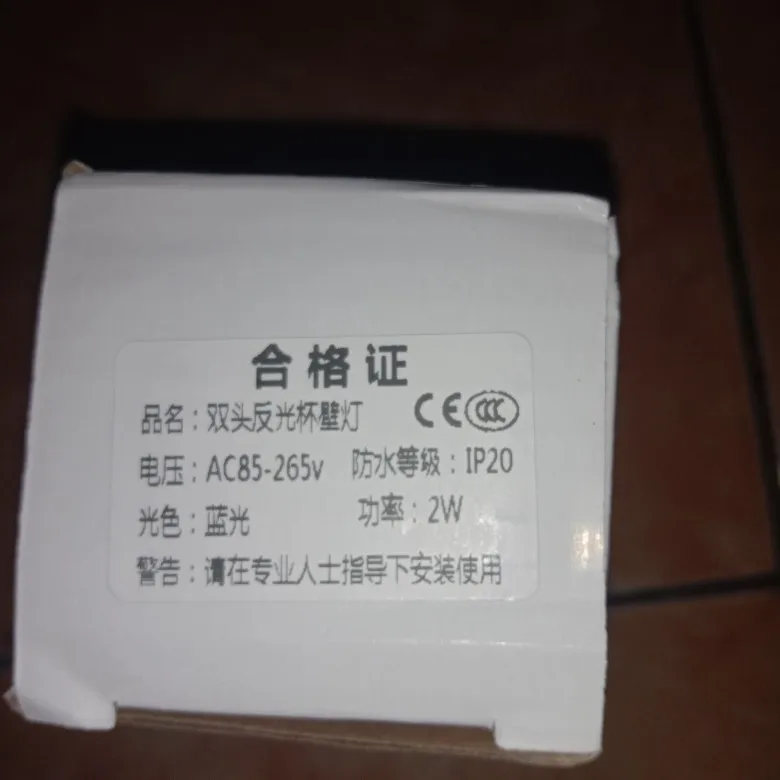 合格证
品名：双头反光杯壁灯 CE CCC
电压：AC85-265v 防水等级：IP20
光色：蓝光 功率：2W
警告：请在专业人士指导下安装使用